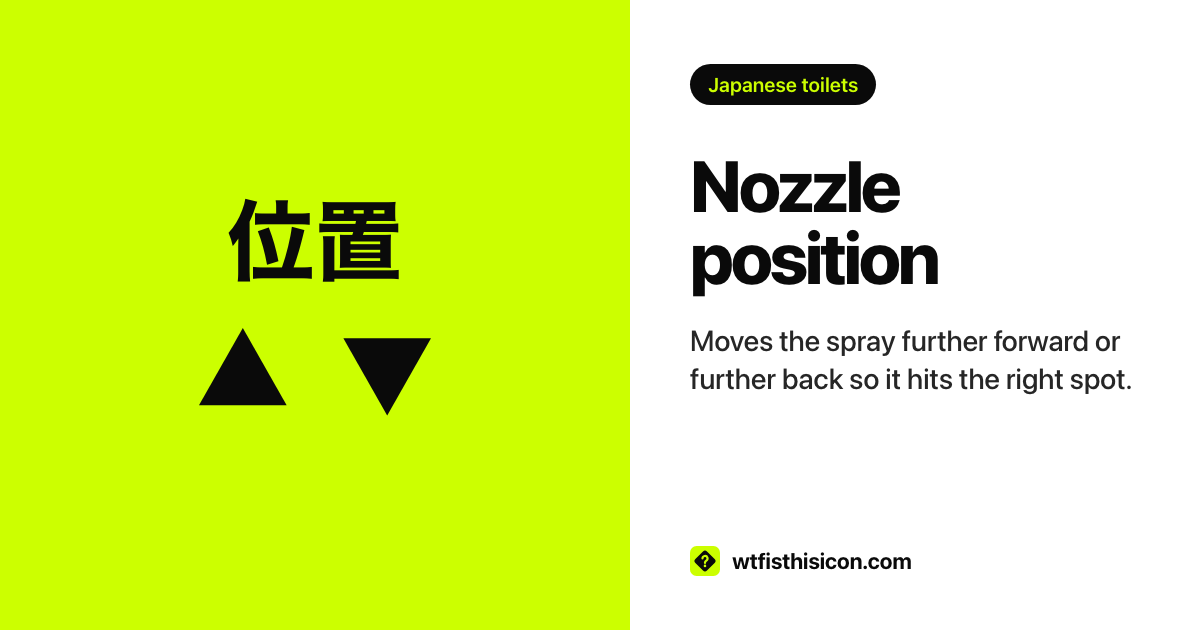 位置
▲ ▼
Japanese toilets
Nozzle
position
Moves the spray further forward or
further back so it hits the right spot.
?
wtfisthisicon.com